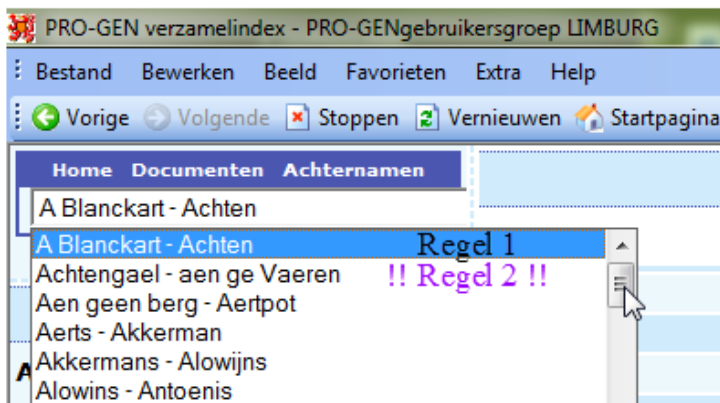 PRO-GEN verzamelindex - PRO-GENgebruikersgroep LIMBURG
Bestand Bewerken Beeld Favorieten Extra Help
Vorige Volgende Stoppen Vernieuwen Startpagina
Home Documenten Achternamen
A Blanckart - Achten
A Blanckart - Achten Regel 1
Achtengael - aen ge Vaeren !! Regel 2 !!
Aen geen berg - Aertpot
Aerts - Akkerman
Akkermans - Alowijns
Alowins - Antoenis